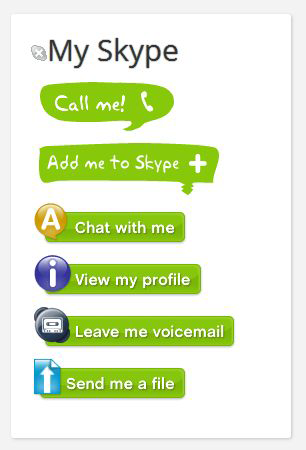 My Skype
Call me!
Add me to Skype
A
Chat with me
i
View my profile
Leave me voicemail
Send me a file